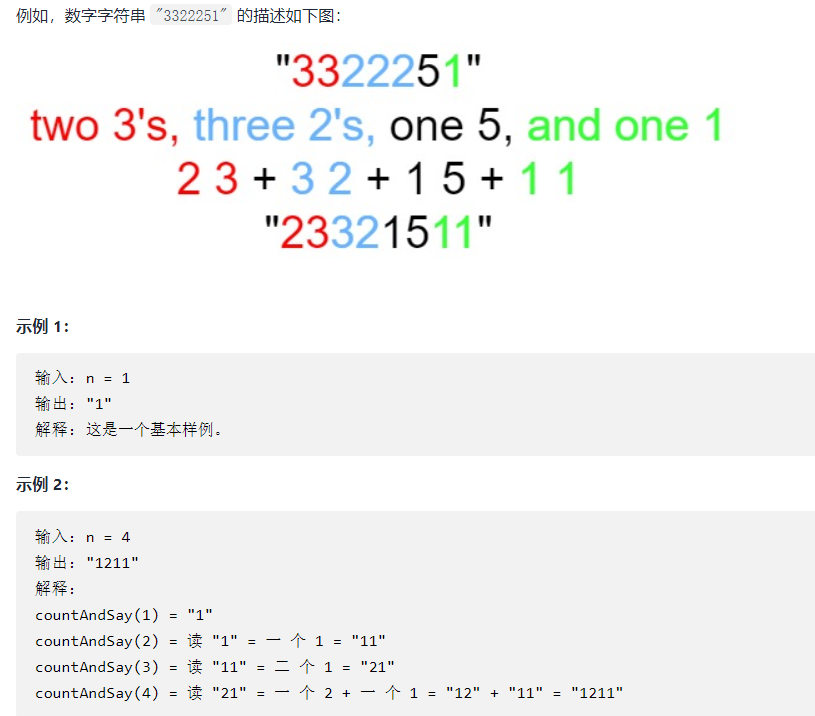 例如，数字字符串 "3322251" 的描述如下图：
"3322251"
two 3's, three 2's, one 5, and one 1
2 3 + 3 2 + 1 5 + 1 1
"23321511"
示例 1：
输入：n = 1
输出："1"
解释：这是一个基本样例。
示例 2：
输入：n = 4
输出："1211"
解释：
countAndSay(1) = "1"
countAndSay(2) = 读 "1" = 一 个 1 = "11"
countAndSay(3) = 读 "11" = 二 个 1 = "21"
countAndSay(4) = 读 "21" = 一 个 2 + 一 个 1 = "12" + "11" = "1211"